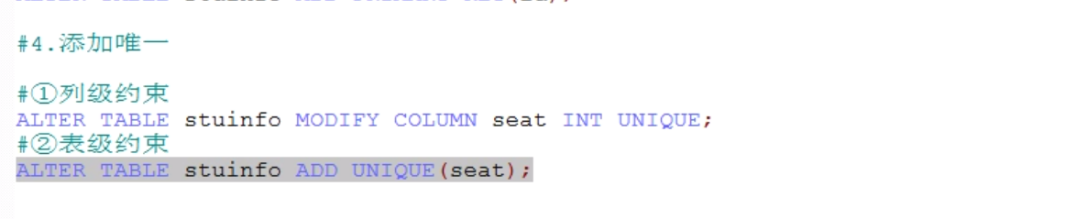 #4.添加唯一
#①列级约束
ALTER TABLE stuinfo MODIFY COLUMN seat INT UNIQUE;
#②表级约束
ALTER TABLE stuinfo ADD UNIQUE(seat);